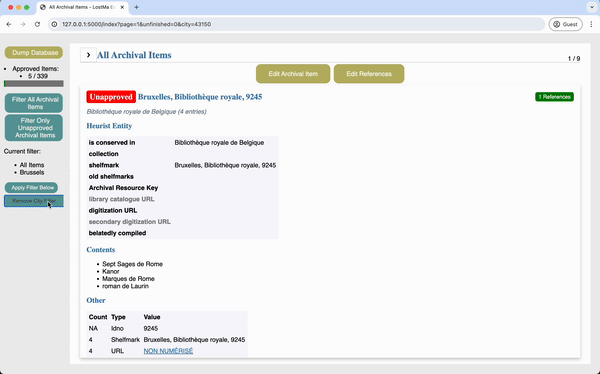 All Archival Items - LostMa E
127.0.0.1:5000/index?page=1&unfinished=0&city=43150
Guest
Dump Database
Approved Items:
5 / 339
Filter All Archival
Items
Filter Only
Unapproved
Archival Items
Current filter:
All Items
Brussels
Apply Filter Below
Remove City Filter
All Archival Items
1 / 9
Edit Archival Item
Edit References
Unapproved Bruxelles, Bibliothèque royale, 9245
1 References
Bibliothèque royale de Belgique (4 entries)
Heurist Entity
is conserved in Bibliothèque royale de Belgique
collection
shelfmark Bruxelles, Bibliothèque royale, 9245
old shelfmarks
Archival Resource Key
library catalogue URL
digitization URL
secondary digitization URL
belatedly compiled
Contents
Sept Sages de Rome
Kanor
Marques de Rome
roman de Laurin
Other
Count Type Value
NA Idno 9245
4 Shelfmark Bruxelles, Bibliothèque royale, 9245
4 URL NON NUMÉRISÉ